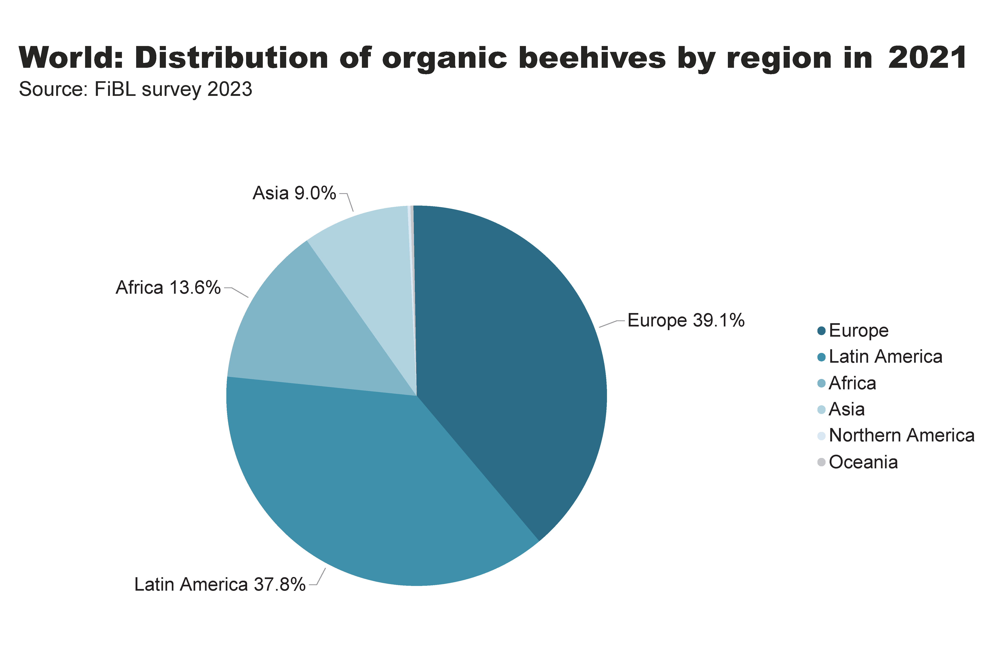 World: Distribution of organic beehives by region in 2021
Source: FiBL survey 2023
Asia 9.0%
Africa 13.6%
Europe 39.1%
Latin America 37.8%
Europe
Latin America
Africa
Asia
Northern America
Oceania